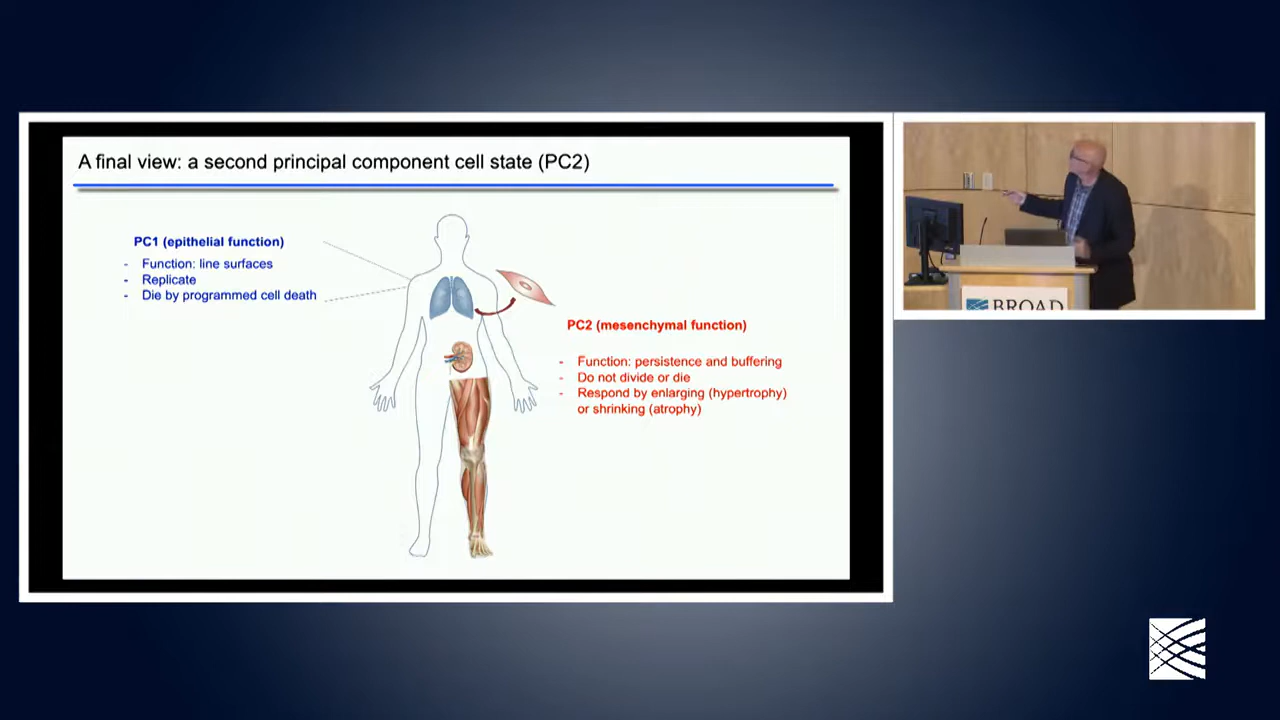 A final view: a second principal component cell state (PC2)
PC1 (epithelial function)
- Function: line surfaces
- Replicate
- Die by programmed cell death
PC2 (mesenchymal function)
- Function: persistence and buffering
- Do not divide or die
- Respond by enlarging (hypertrophy)
or shrinking (atrophy)
BROAD